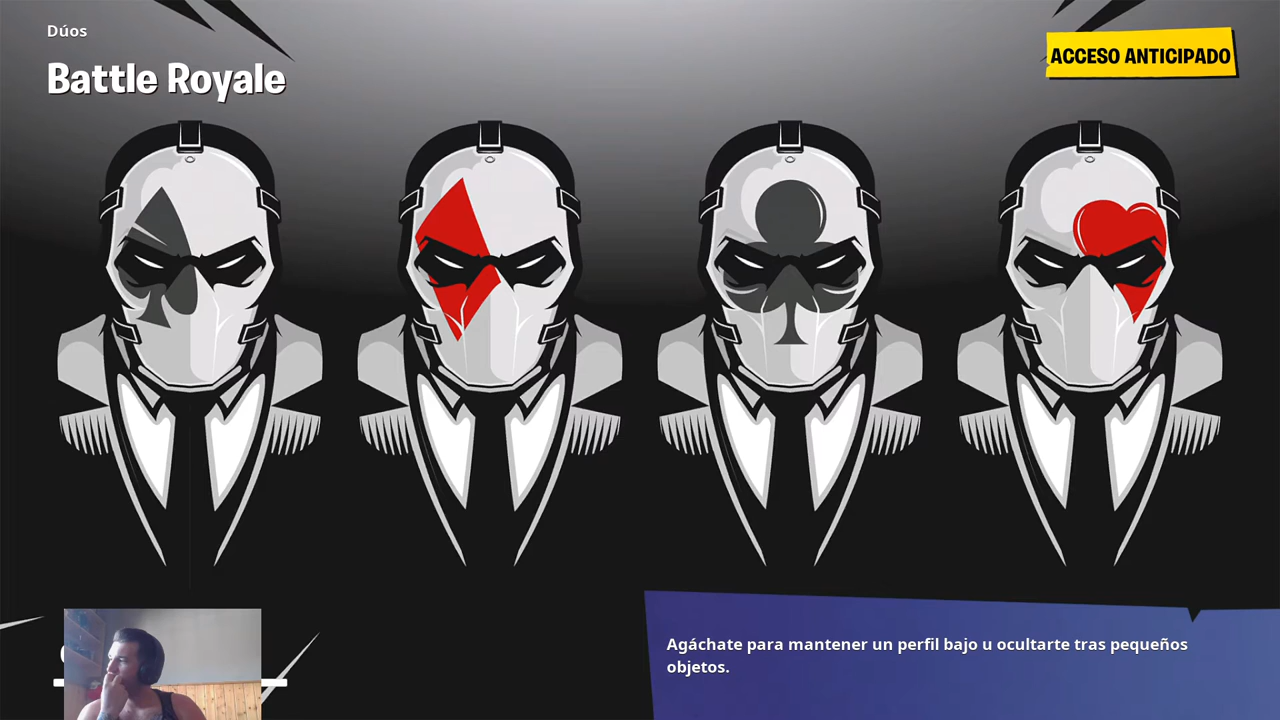 Dúos
Battle Royale
ACCESO ANTICIPADO
Agáchate para mantener un perfil bajo u ocultarte tras pequeños
objetos.